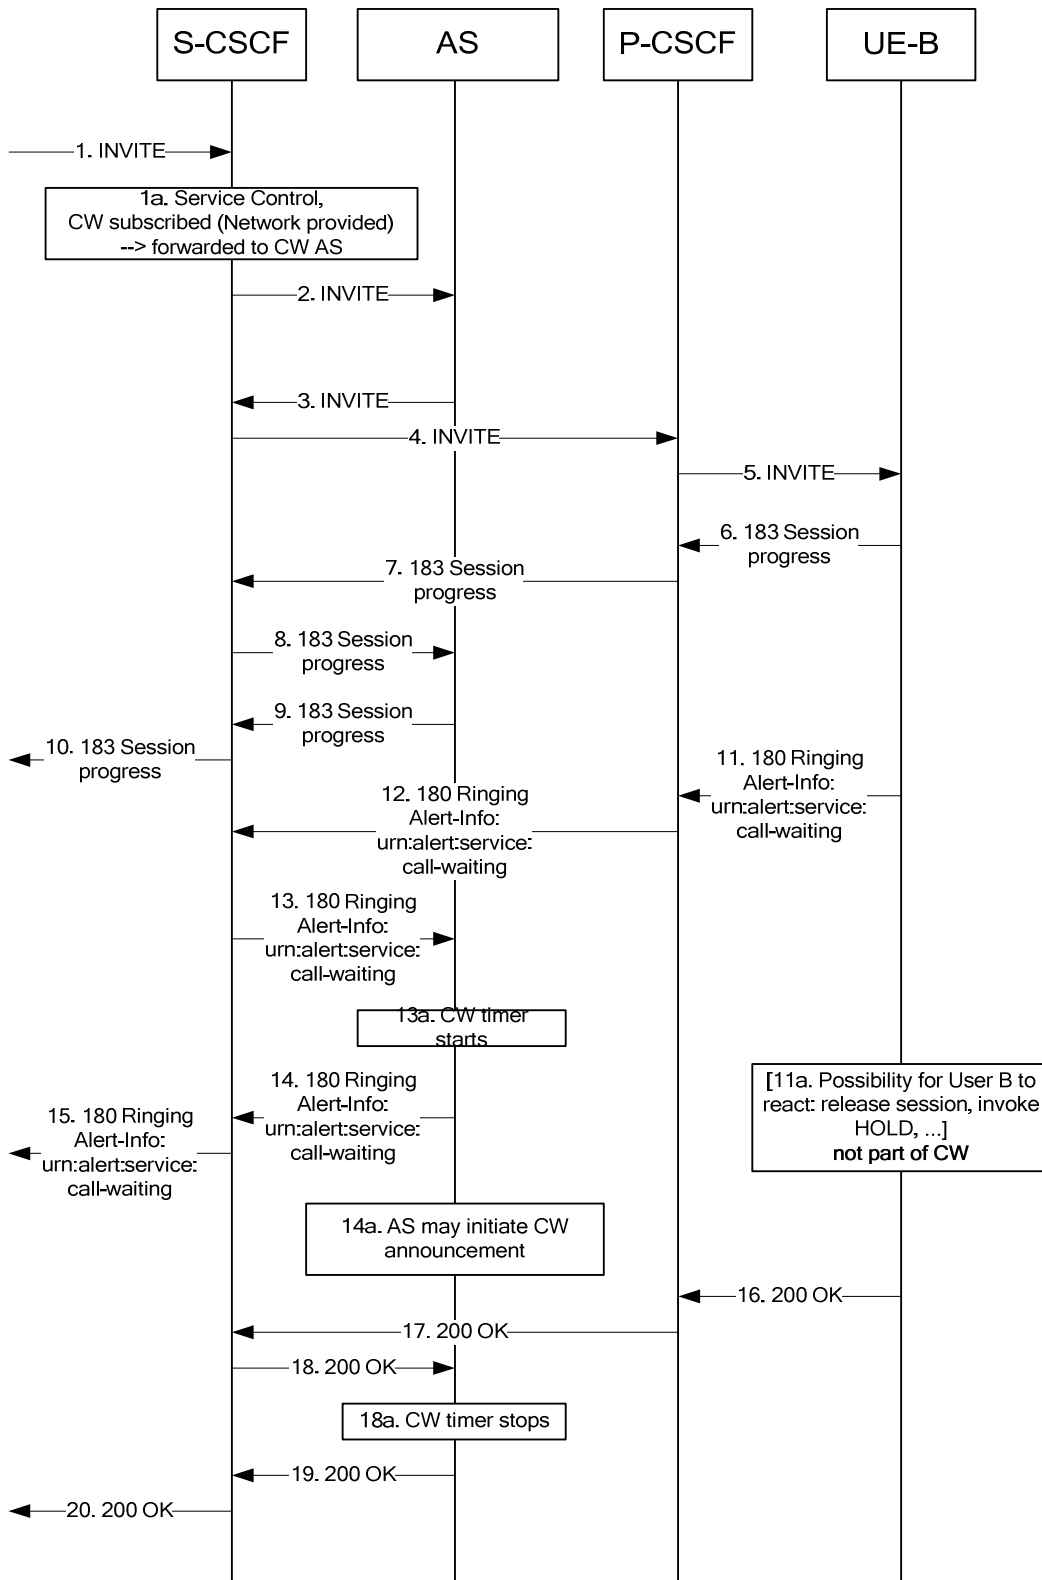 S-CSCF
AS
P-CSCF
UE-B
1. INVITE
1a. Service Control,
CW subscribed (Network provided)
--> forwarded to CW AS
2. INVITE
3. INVITE
4. INVITE
5. INVITE
6. 183 Session
progress
7. 183 Session
progress
8. 183 Session
progress
9. 183 Session
progress
10. 183 Session
progress
11. 180 Ringing
Alert-Info:
urn:alert:service:
call-waiting
12. 180 Ringing
Alert-Info:
urn:alert:service:
call-waiting
13. 180 Ringing
Alert-Info:
urn:alert:service:
call-waiting
13a. CW timer
starts
[11a. Possibility for User B to
react: release session, invoke
HOLD, ...]
not part of CW
14. 180 Ringing
Alert-Info:
urn:alert:service:
call-waiting
15. 180 Ringing
Alert-Info:
urn:alert:service:
call-waiting
14a. AS may initiate CW
announcement
16. 200 OK
17. 200 OK
18. 200 OK
18a. CW timer stops
19. 200 OK
20. 200 OK